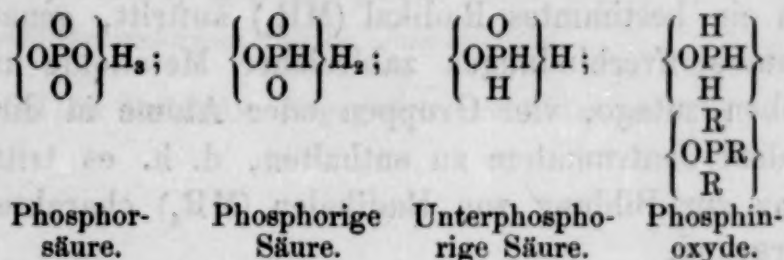 O O O H
{OPO}H₃; {OPH}H₂; {OPH}H; {OPH}
O O H H
R
{OPR}
R
Phosphor- Phosphorige Unterphospho- Phosphin-
säure. Säure. rige Säure. oxyde.